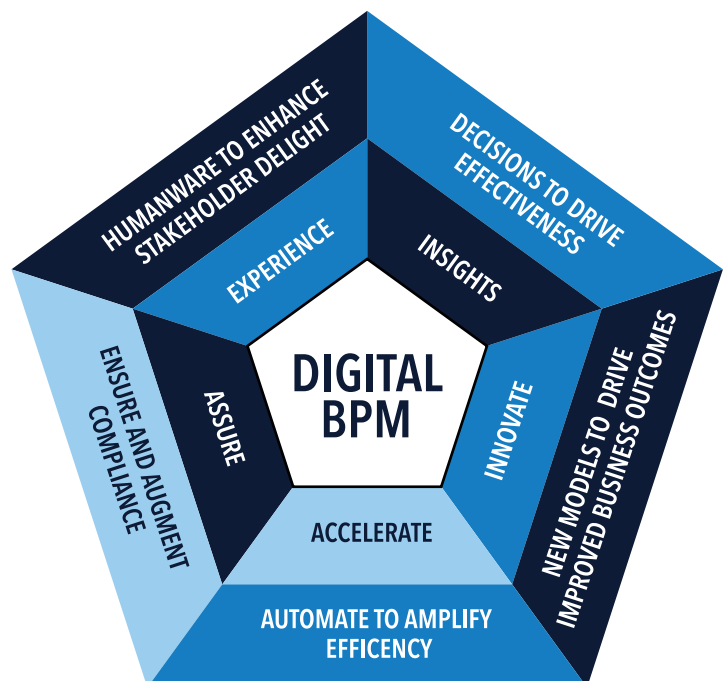 HUMANWARE TO ENHANCE
STAKEHOLDER DELIGHT
DECISIONS TO DRIVE
EFFECTIVENESS
EXPERIENCE
INSIGHTS
DIGITAL
BPM
ENSURE AND AUGMENT
COMPLIANCE
ASSURE
INNOVATE
NEW MODELS TO DRIVE
IMPROVED BUSINESS OUTCOMES
ACCELERATE
AUTOMATE TO AMPLIFY
EFFICENCY